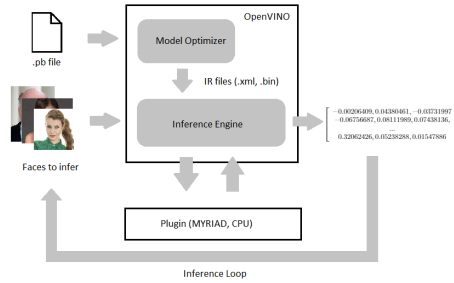 OpenVINO
.pb file
Model Optimizer
IR files (.xml, .bin)
Inference Engine
Faces to infer
−0.00206409, 0.04380461, −0.03731997
−0.06756687, 0.08111989, 0.07438136,
...
0.32062426, 0.05238288, 0.01547886
Plugin (MYRIAD, CPU)
Inference Loop